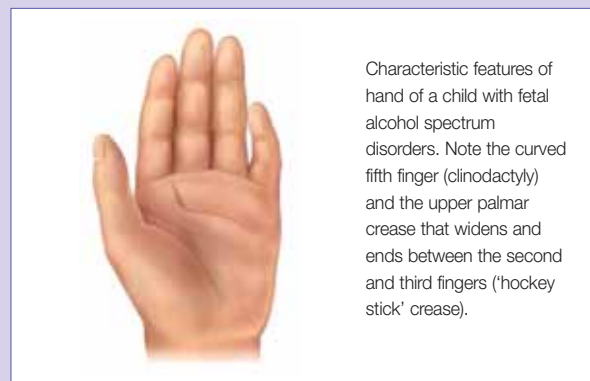 Characteristic features of
hand of a child with fetal
alcohol spectrum
disorders. Note the curved
fifth finger (clinodactyly)
and the upper palmar
crease that widens and
ends between the second
and third fingers (‘hockey
stick’ crease).